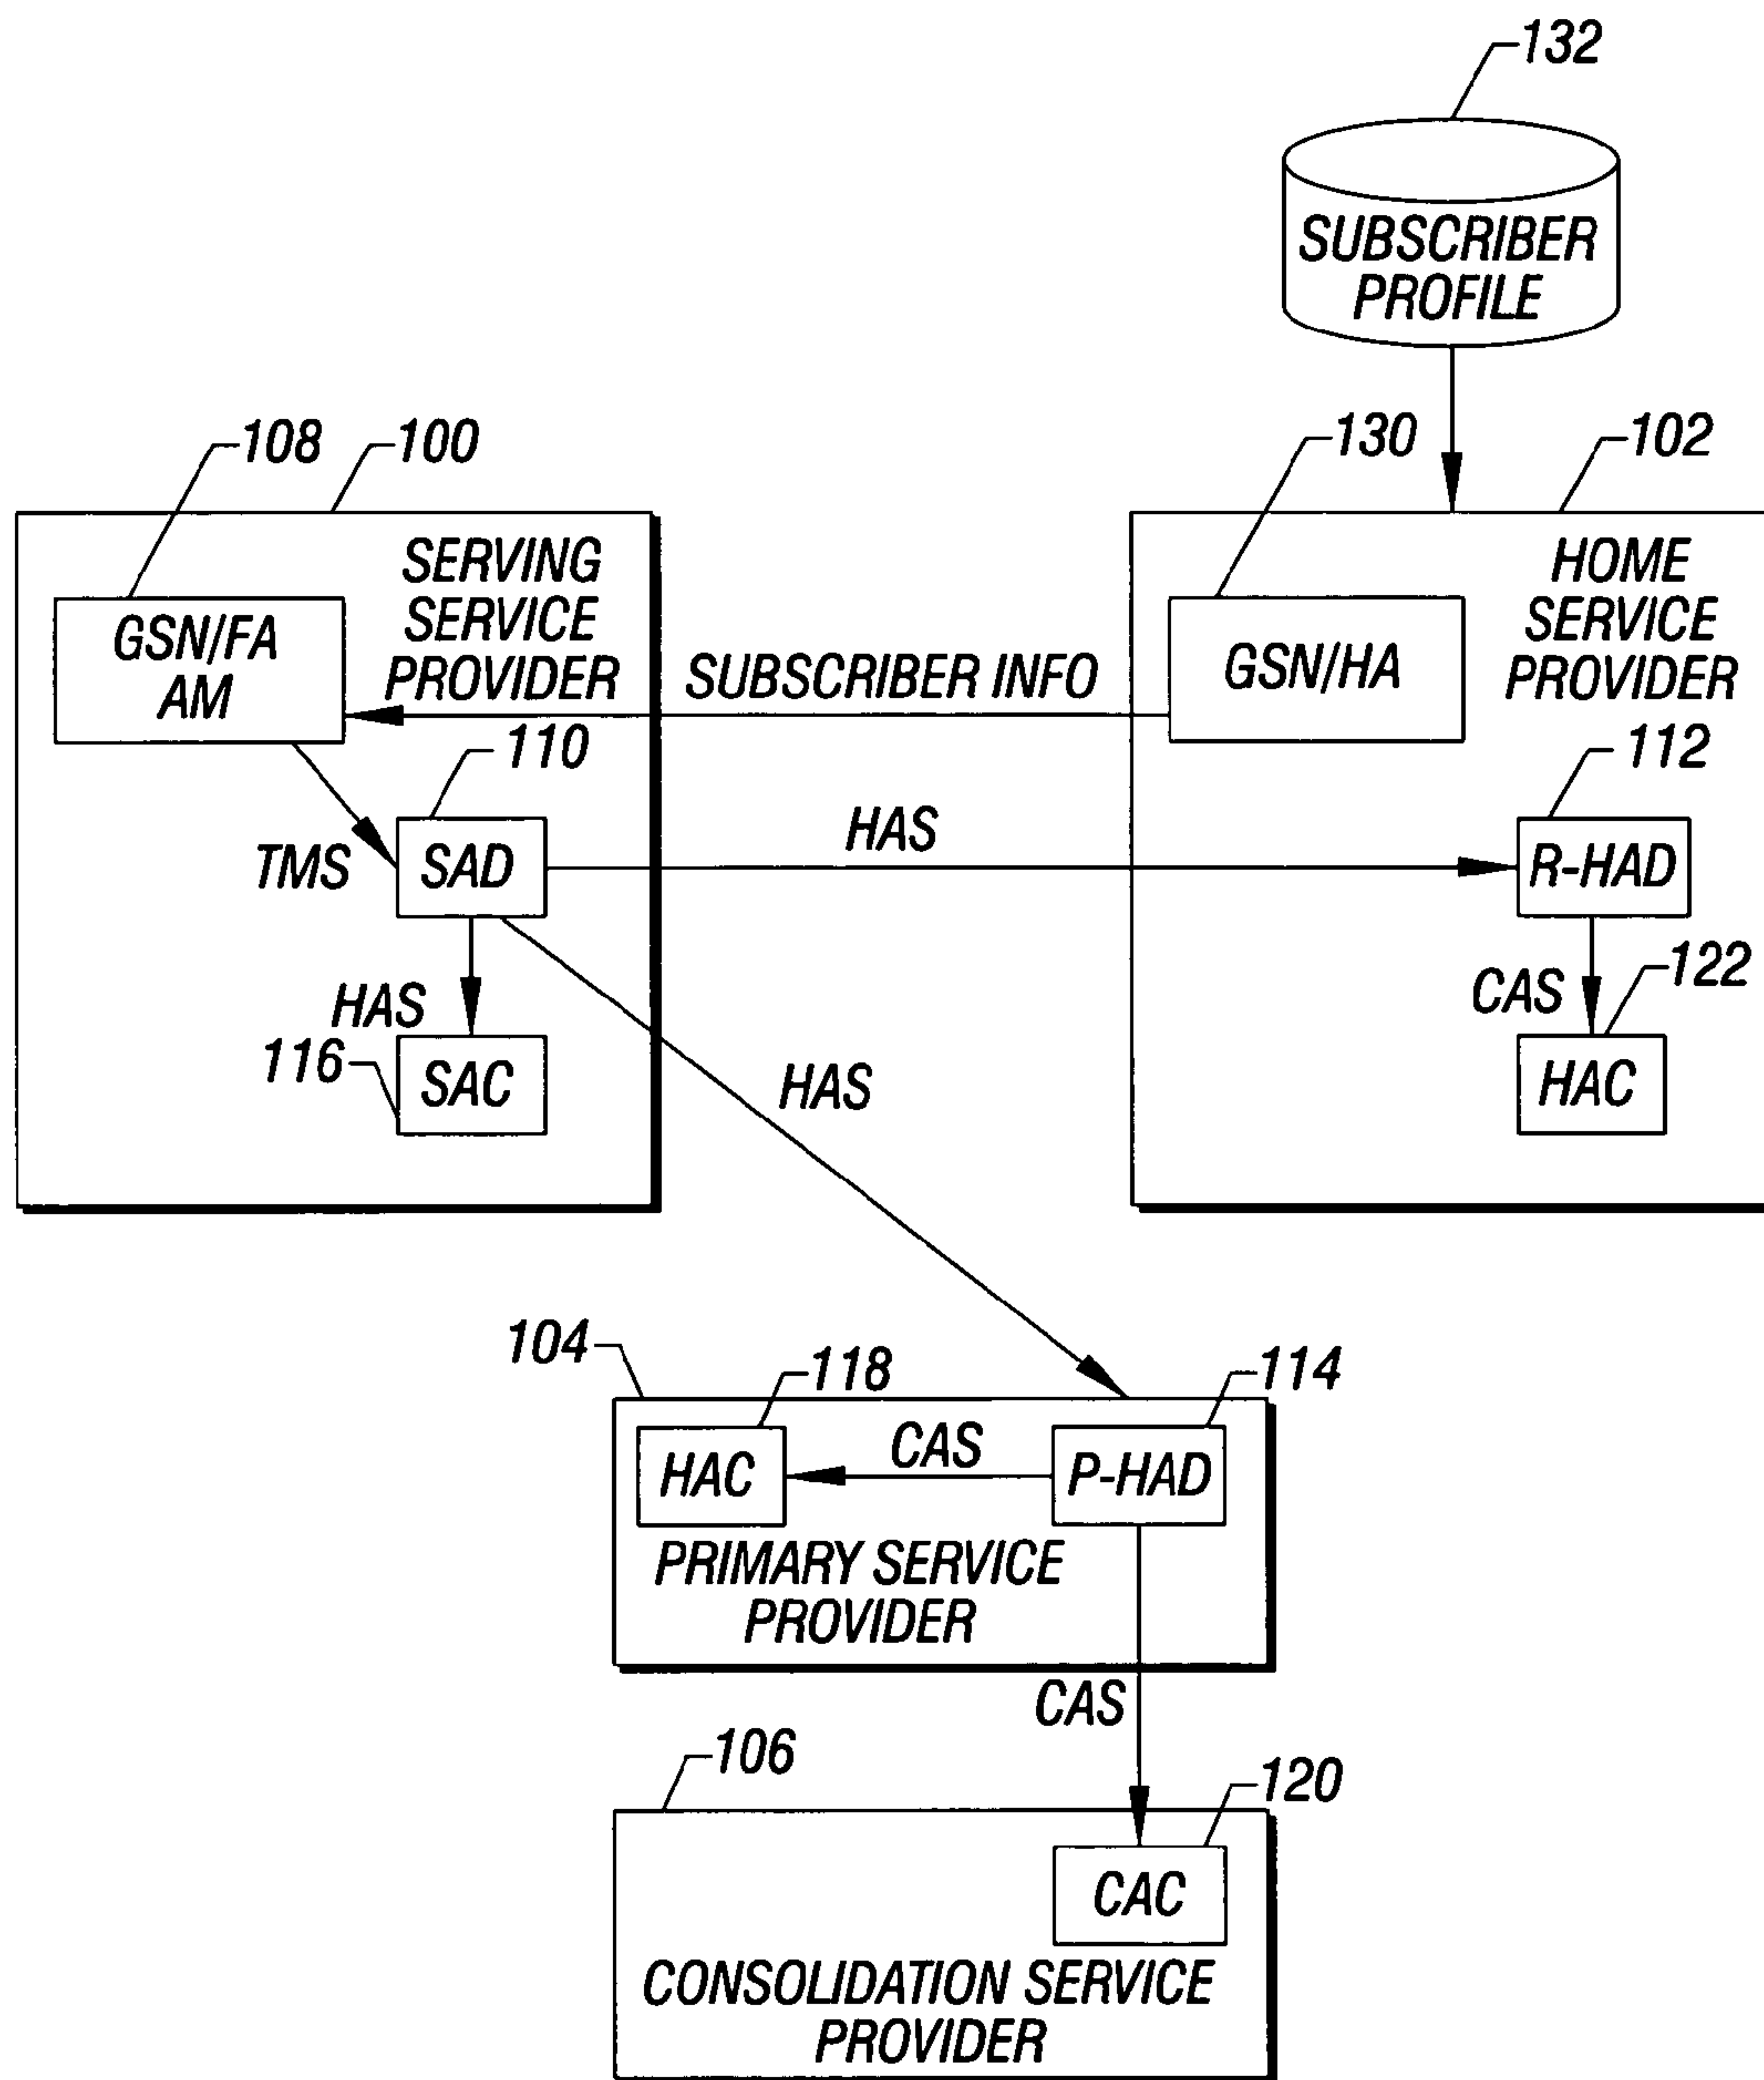 132
SUBSCRIBER
PROFILE
108
100
130
102
SERVING
SERVICE
PROVIDER
GSN/FA
AM
SUBSCRIBER INFO
GSN/HA
HOME
SERVICE
PROVIDER
110
112
TMS
SAD
HAS
R-HAD
HAS
CAS
122
116
SAC
HAS
HAC
104
118
114
HAC
CAS
P-HAD
PRIMARY SERVICE
PROVIDER
CAS
106
120
CAC
CONSOLIDATION SERVICE
PROVIDER